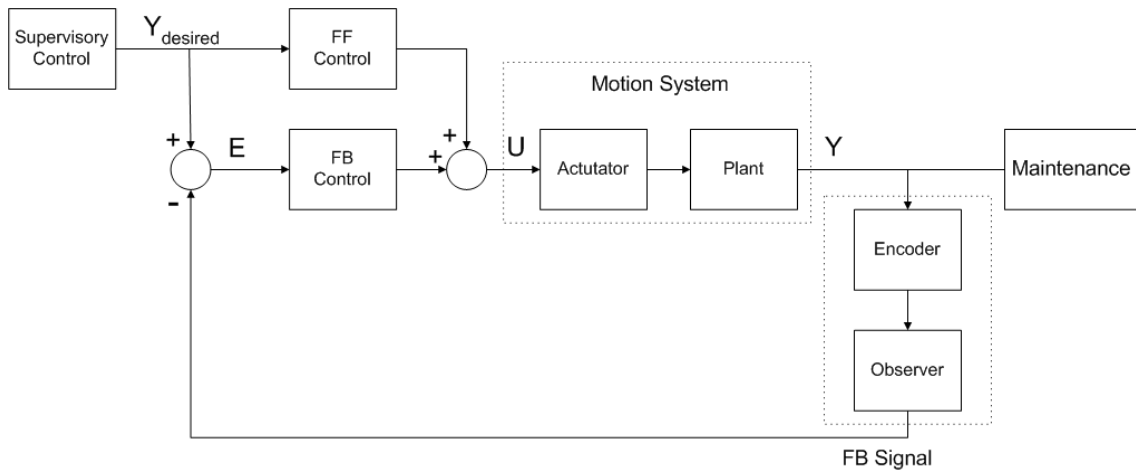 Supervisory
Control
Y desired
FF
Control
Motion System
+
E
FB
Control
+
+
U
Actutator
Plant
Y
Maintenance
-
Encoder
Observer
FB Signal